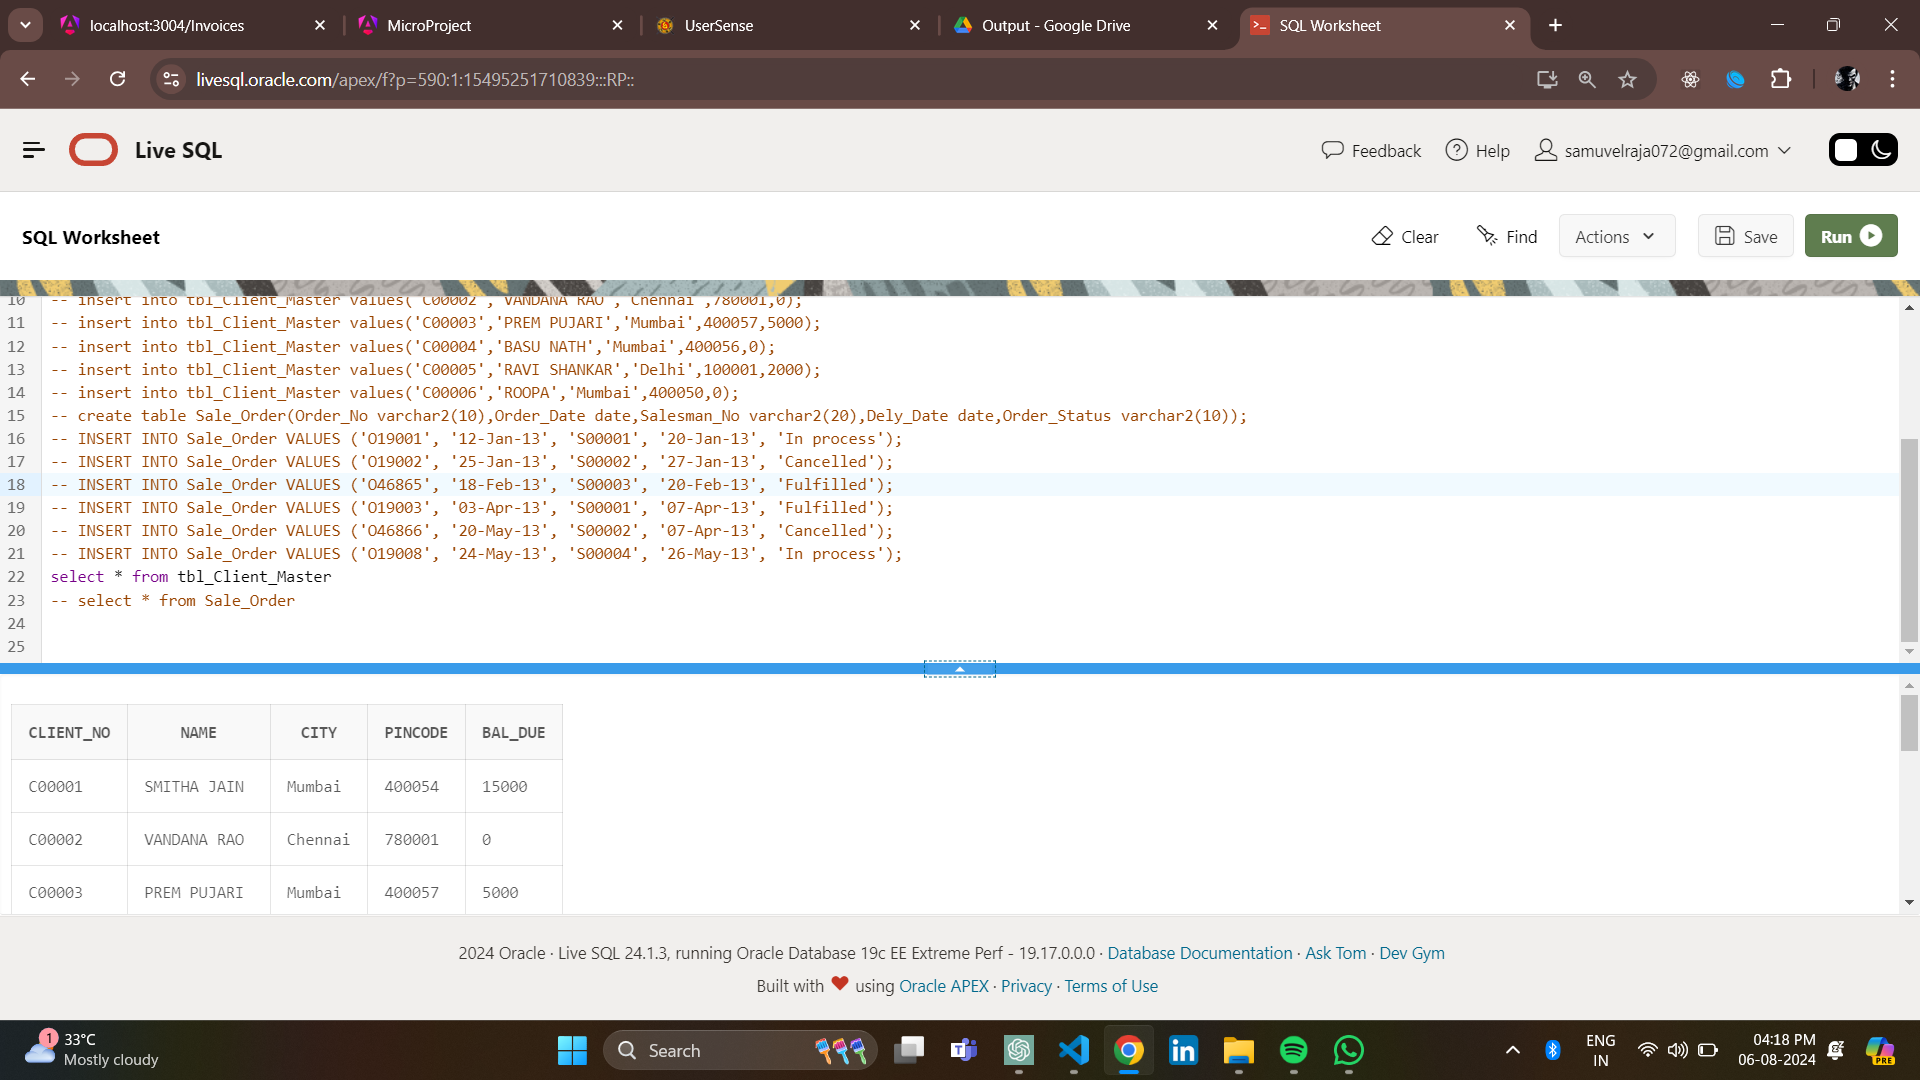 localhost:3004/Invoices
MicroProject
UserSense
Output - Google Drive
SQL Worksheet
livesql.oracle.com/apex/f?p=590:1:15495251710839:::RP::
Live SQL
Feedback
Help
samuvelraja072@gmail.com
SQL Worksheet
Clear
Find
Actions
Save
Run
10 -- insert into tbl_Client_Master values('C00002','VANDANA RAO','Chennai',780001,0);
11 -- insert into tbl_Client_Master values('C00003','PREM PUJARI','Mumbai',400057,5000);
12 -- insert into tbl_Client_Master values('C00004','BASU NATH','Mumbai',400056,0);
13 -- insert into tbl_Client_Master values('C00005','RAVI SHANKAR','Delhi',100001,2000);
14 -- insert into tbl_Client_Master values('C00006','ROOPA','Mumbai',400050,0);
15 -- create table Sale_Order(Order_No varchar2(10),Order_Date date,Salesman_No varchar2(20),Dely_Date date,Order_Status varchar2(10));
16 -- INSERT INTO Sale_Order VALUES ('O19001', '12-Jan-13', 'S00001', '20-Jan-13', 'In process');
17 -- INSERT INTO Sale_Order VALUES ('O19002', '25-Jan-13', 'S00002', '27-Jan-13', 'Cancelled');
18 -- INSERT INTO Sale_Order VALUES ('O46865', '18-Feb-13', 'S00003', '20-Feb-13', 'Fulfilled');
19 -- INSERT INTO Sale_Order VALUES ('O19003', '03-Apr-13', 'S00001', '07-Apr-13', 'Fulfilled');
20 -- INSERT INTO Sale_Order VALUES ('O46866', '20-May-13', 'S00002', '07-Apr-13', 'Cancelled');
21 -- INSERT INTO Sale_Order VALUES ('O19008', '24-May-13', 'S00004', '26-May-13', 'In process');
22 select * from tbl_Client_Master
23 -- select * from Sale_Order
24
25
CLIENT_NO NAME CITY PINCODE BAL_DUE
C00001 SMITHA JAIN Mumbai 400054 15000
C00002 VANDANA RAO Chennai 780001 0
C00003 PREM PUJARI Mumbai 400057 5000
2024 Oracle · Live SQL 24.1.3, running Oracle Database 19c EE Extreme Perf - 19.17.0.0.0 · Database Documentation · Ask Tom · Dev Gym
Built with ❤ using Oracle APEX · Privacy · Terms of Use
1
33°C
Mostly cloudy
Search
ENG
IN
04:18 PM
06-08-2024
PRE